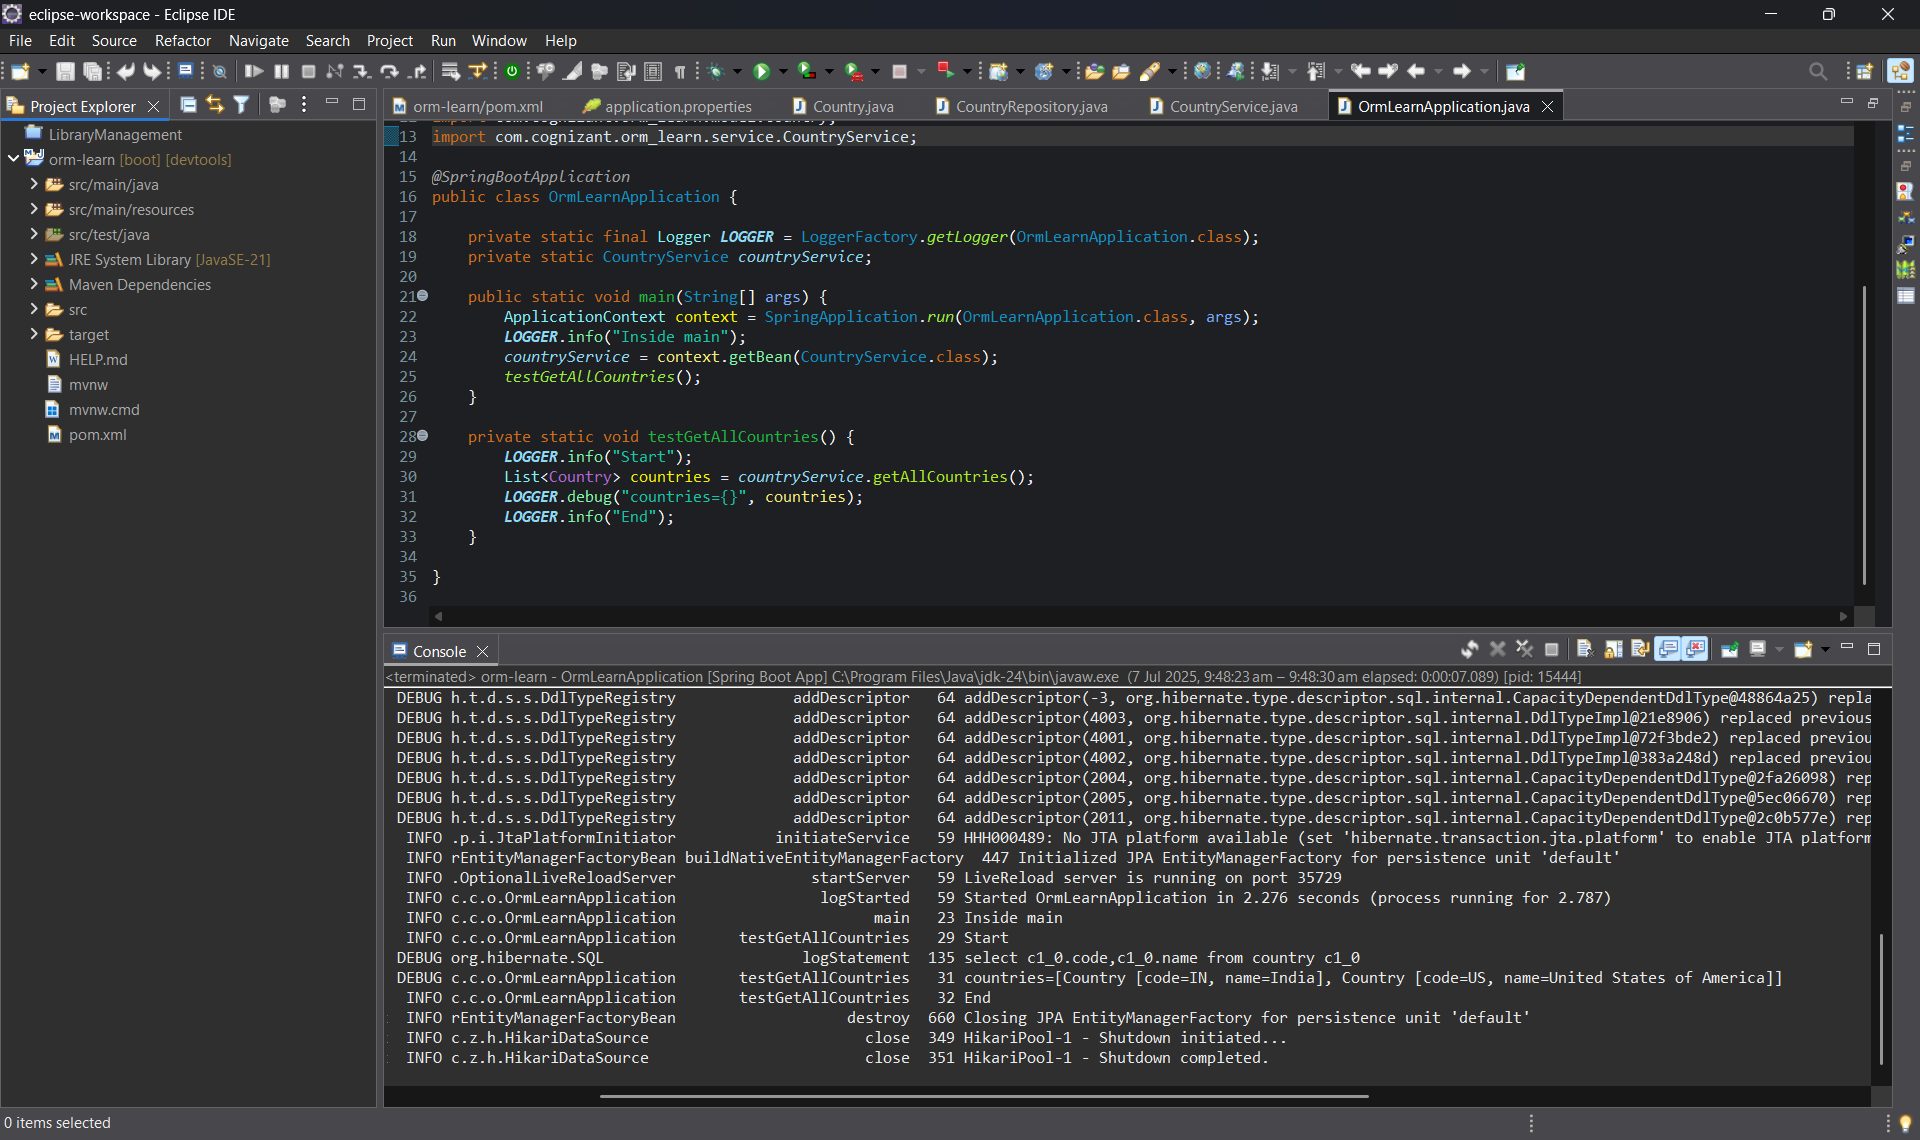 eclipse-workspace - Eclipse IDE
File Edit Source Refactor Navigate Search Project Run Window Help
Project Explorer
LibraryManagement
orm-learn [boot] [devtools]
src/main/java
src/main/resources
src/test/java
JRE System Library [JavaSE-21]
Maven Dependencies
src
target
HELP.md
mvnw
mvnw.cmd
pom.xml
orm-learn/pom.xml application.properties Country.java CountryRepository.java CountryService.java OrmLearnApplication.java
13 import com.cognizant.orm_learn.service.CountryService;
14
15 @SpringBootApplication
16 public class OrmLearnApplication {
17
18 private static final Logger LOGGER = LoggerFactory.getLogger(OrmLearnApplication.class);
19 private static CountryService countryService;
20
21 public static void main(String[] args) {
22 ApplicationContext context = SpringApplication.run(OrmLearnApplication.class, args);
23 LOGGER.info("Inside main");
24 countryService = context.getBean(CountryService.class);
25 testGetAllCountries();
26 }
27
28 private static void testGetAllCountries() {
29 LOGGER.info("Start");
30 List<Country> countries = countryService.getAllCountries();
31 LOGGER.debug("countries={}", countries);
32 LOGGER.info("End");
33 }
34
35 }
36
Console
<terminated> orm-learn - OrmLearnApplication [Spring Boot App] C:\Program Files\Java\jdk-24\bin\javaw.exe (7 Jul 2025, 9:48:23 am – 9:48:30 am elapsed: 0:00:07.089) [pid: 15444]
DEBUG h.t.d.s.s.DdlTypeRegistry addDescriptor 64 addDescriptor(-3, org.hibernate.type.descriptor.sql.internal.CapacityDependentDdlType@48864a25) repla
DEBUG h.t.d.s.s.DdlTypeRegistry addDescriptor 64 addDescriptor(4003, org.hibernate.type.descriptor.sql.internal.DdlTypeImpl@21e8906) replaced previous
DEBUG h.t.d.s.s.DdlTypeRegistry addDescriptor 64 addDescriptor(4001, org.hibernate.type.descriptor.sql.internal.DdlTypeImpl@72f3bde2) replaced previou
DEBUG h.t.d.s.s.DdlTypeRegistry addDescriptor 64 addDescriptor(4002, org.hibernate.type.descriptor.sql.internal.DdlTypeImpl@383a248d) replaced previou
DEBUG h.t.d.s.s.DdlTypeRegistry addDescriptor 64 addDescriptor(2004, org.hibernate.type.descriptor.sql.internal.CapacityDependentDdlType@2fa26098) rep
DEBUG h.t.d.s.s.DdlTypeRegistry addDescriptor 64 addDescriptor(2005, org.hibernate.type.descriptor.sql.internal.CapacityDependentDdlType@5ec06670) rep
DEBUG h.t.d.s.s.DdlTypeRegistry addDescriptor 64 addDescriptor(2011, org.hibernate.type.descriptor.sql.internal.CapacityDependentDdlType@2c0b577e) rep
INFO .p.i.JtaPlatformInitiator initiateService 59 HHH000489: No JTA platform available (set 'hibernate.transaction.jta.platform' to enable JTA platform
INFO rEntityManagerFactoryBean buildNativeEntityManagerFactory 447 Initialized JPA EntityManagerFactory for persistence unit 'default'
INFO .OptionalLiveReloadServer startServer 59 LiveReload server is running on port 35729
INFO c.c.o.OrmLearnApplication logStarted 59 Started OrmLearnApplication in 2.276 seconds (process running for 2.787)
INFO c.c.o.OrmLearnApplication main 23 Inside main
INFO c.c.o.OrmLearnApplication testGetAllCountries 29 Start
DEBUG org.hibernate.SQL logStatement 135 select c1_0.code,c1_0.name from country c1_0
DEBUG c.c.o.OrmLearnApplication testGetAllCountries 31 countries=[Country [code=IN, name=India], Country [code=US, name=United States of America]]
INFO c.c.o.OrmLearnApplication testGetAllCountries 32 End
INFO rEntityManagerFactoryBean destroy 660 Closing JPA EntityManagerFactory for persistence unit 'default'
INFO c.z.h.HikariDataSource close 349 HikariPool-1 - Shutdown initiated...
INFO c.z.h.HikariDataSource close 351 HikariPool-1 - Shutdown completed.
0 items selected